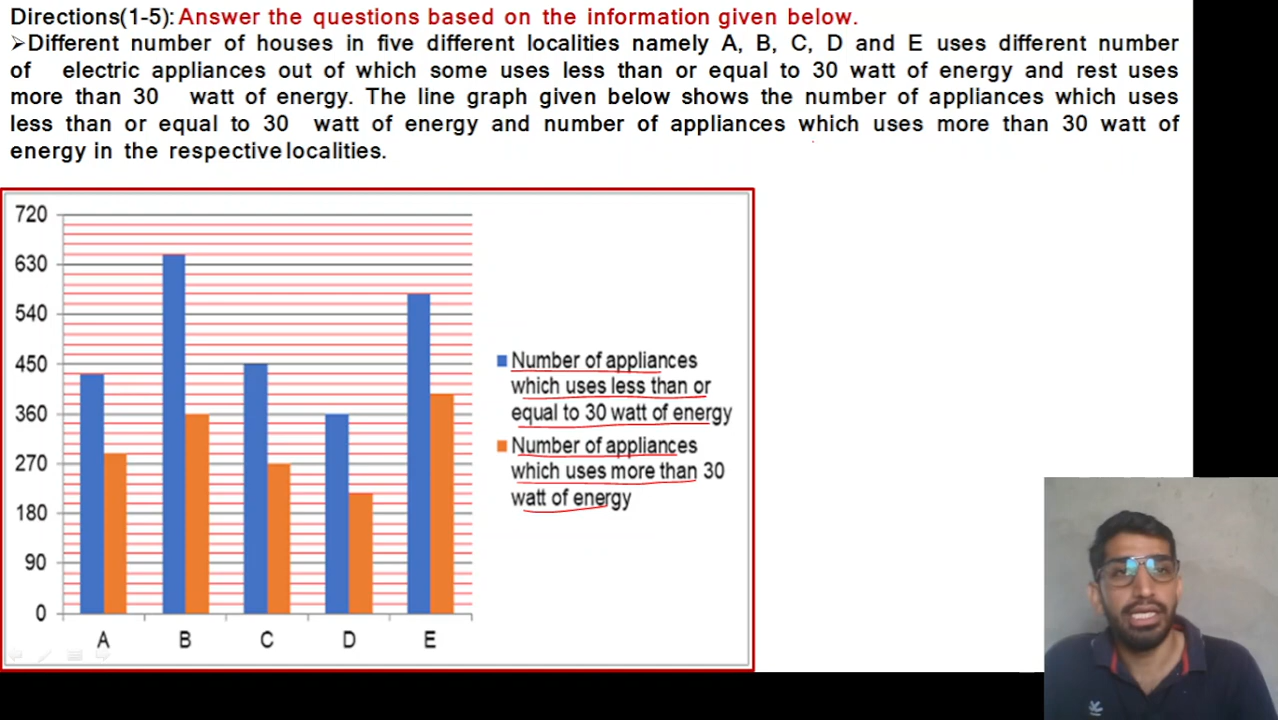 Directions(1-5): Answer the questions based on the information given below.
➢Different number of houses in five different localities namely A, B, C, D and E uses different number
of electric appliances out of which some uses less than or equal to 30 watt of energy and rest uses
more than 30 watt of energy. The line graph given below shows the number of appliances which uses
less than or equal to 30 watt of energy and number of appliances which uses more than 30 watt of
energy in the respective localities.
720
630
540
450
360
270
180
90
0
A B C D E
Number of appliances
which uses less than or
equal to 30 watt of energy
Number of appliances
which uses more than 30
watt of energy